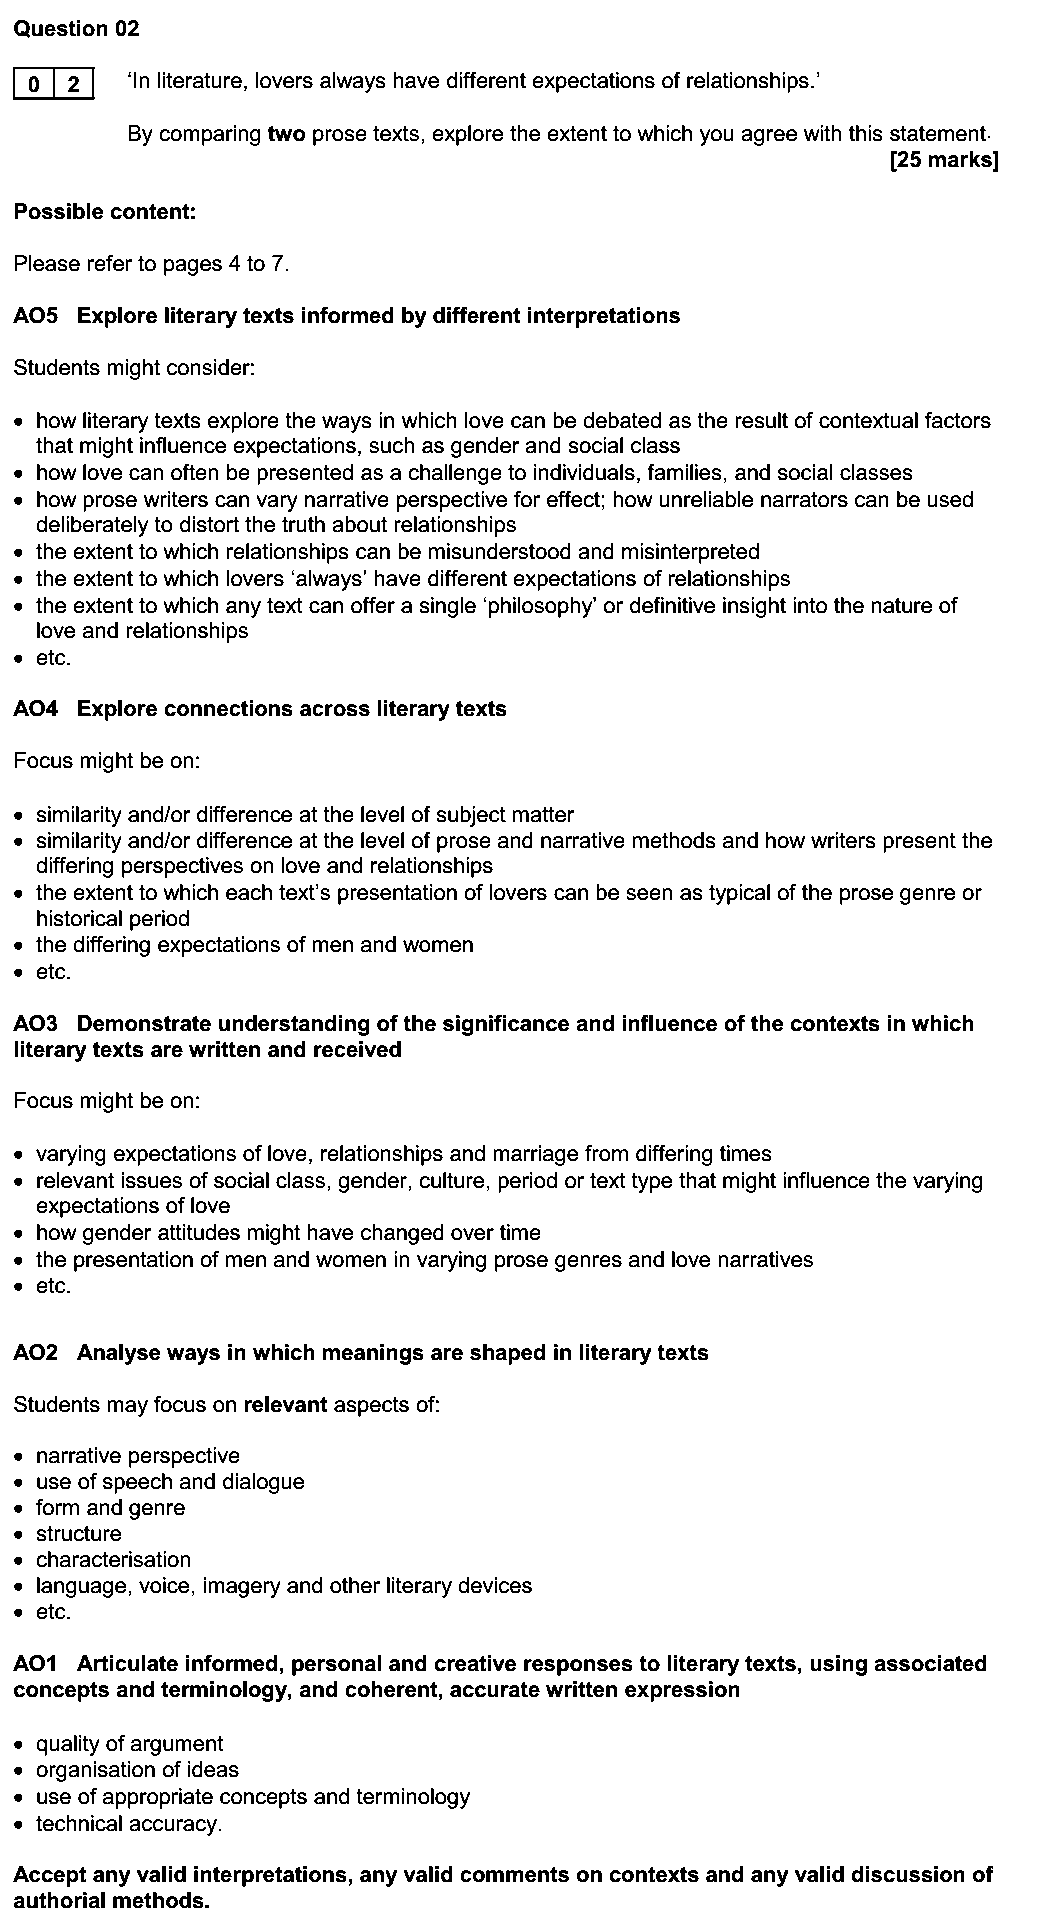 Question 02
0 2 ‘In literature, lovers always have different expectations of relationships.’
By comparing two prose texts, explore the extent to which you agree with this statement.
[25 marks]
Possible content:
Please refer to pages 4 to 7.
AO5 Explore literary texts informed by different interpretations
Students might consider:
• how literary texts explore the ways in which love can be debated as the result of contextual factors
that might influence expectations, such as gender and social class
• how love can often be presented as a challenge to individuals, families, and social classes
• how prose writers can vary narrative perspective for effect; how unreliable narrators can be used
deliberately to distort the truth about relationships
• the extent to which relationships can be misunderstood and misinterpreted
• the extent to which lovers ‘always’ have different expectations of relationships
• the extent to which any text can offer a single ‘philosophy’ or definitive insight into the nature of
love and relationships
• etc.
AO4 Explore connections across literary texts
Focus might be on:
• similarity and/or difference at the level of subject matter
• similarity and/or difference at the level of prose and narrative methods and how writers present the
differing perspectives on love and relationships
• the extent to which each text’s presentation of lovers can be seen as typical of the prose genre or
historical period
• the differing expectations of men and women
• etc.
AO3 Demonstrate understanding of the significance and influence of the contexts in which
literary texts are written and received
Focus might be on:
• varying expectations of love, relationships and marriage from differing times
• relevant issues of social class, gender, culture, period or text type that might influence the varying
expectations of love
• how gender attitudes might have changed over time
• the presentation of men and women in varying prose genres and love narratives
• etc.
AO2 Analyse ways in which meanings are shaped in literary texts
Students may focus on relevant aspects of:
• narrative perspective
• use of speech and dialogue
• form and genre
• structure
• characterisation
• language, voice, imagery and other literary devices
• etc.
AO1 Articulate informed, personal and creative responses to literary texts, using associated
concepts and terminology, and coherent, accurate written expression
• quality of argument
• organisation of ideas
• use of appropriate concepts and terminology
• technical accuracy.
Accept any valid interpretations, any valid comments on contexts and any valid discussion of
authorial methods.